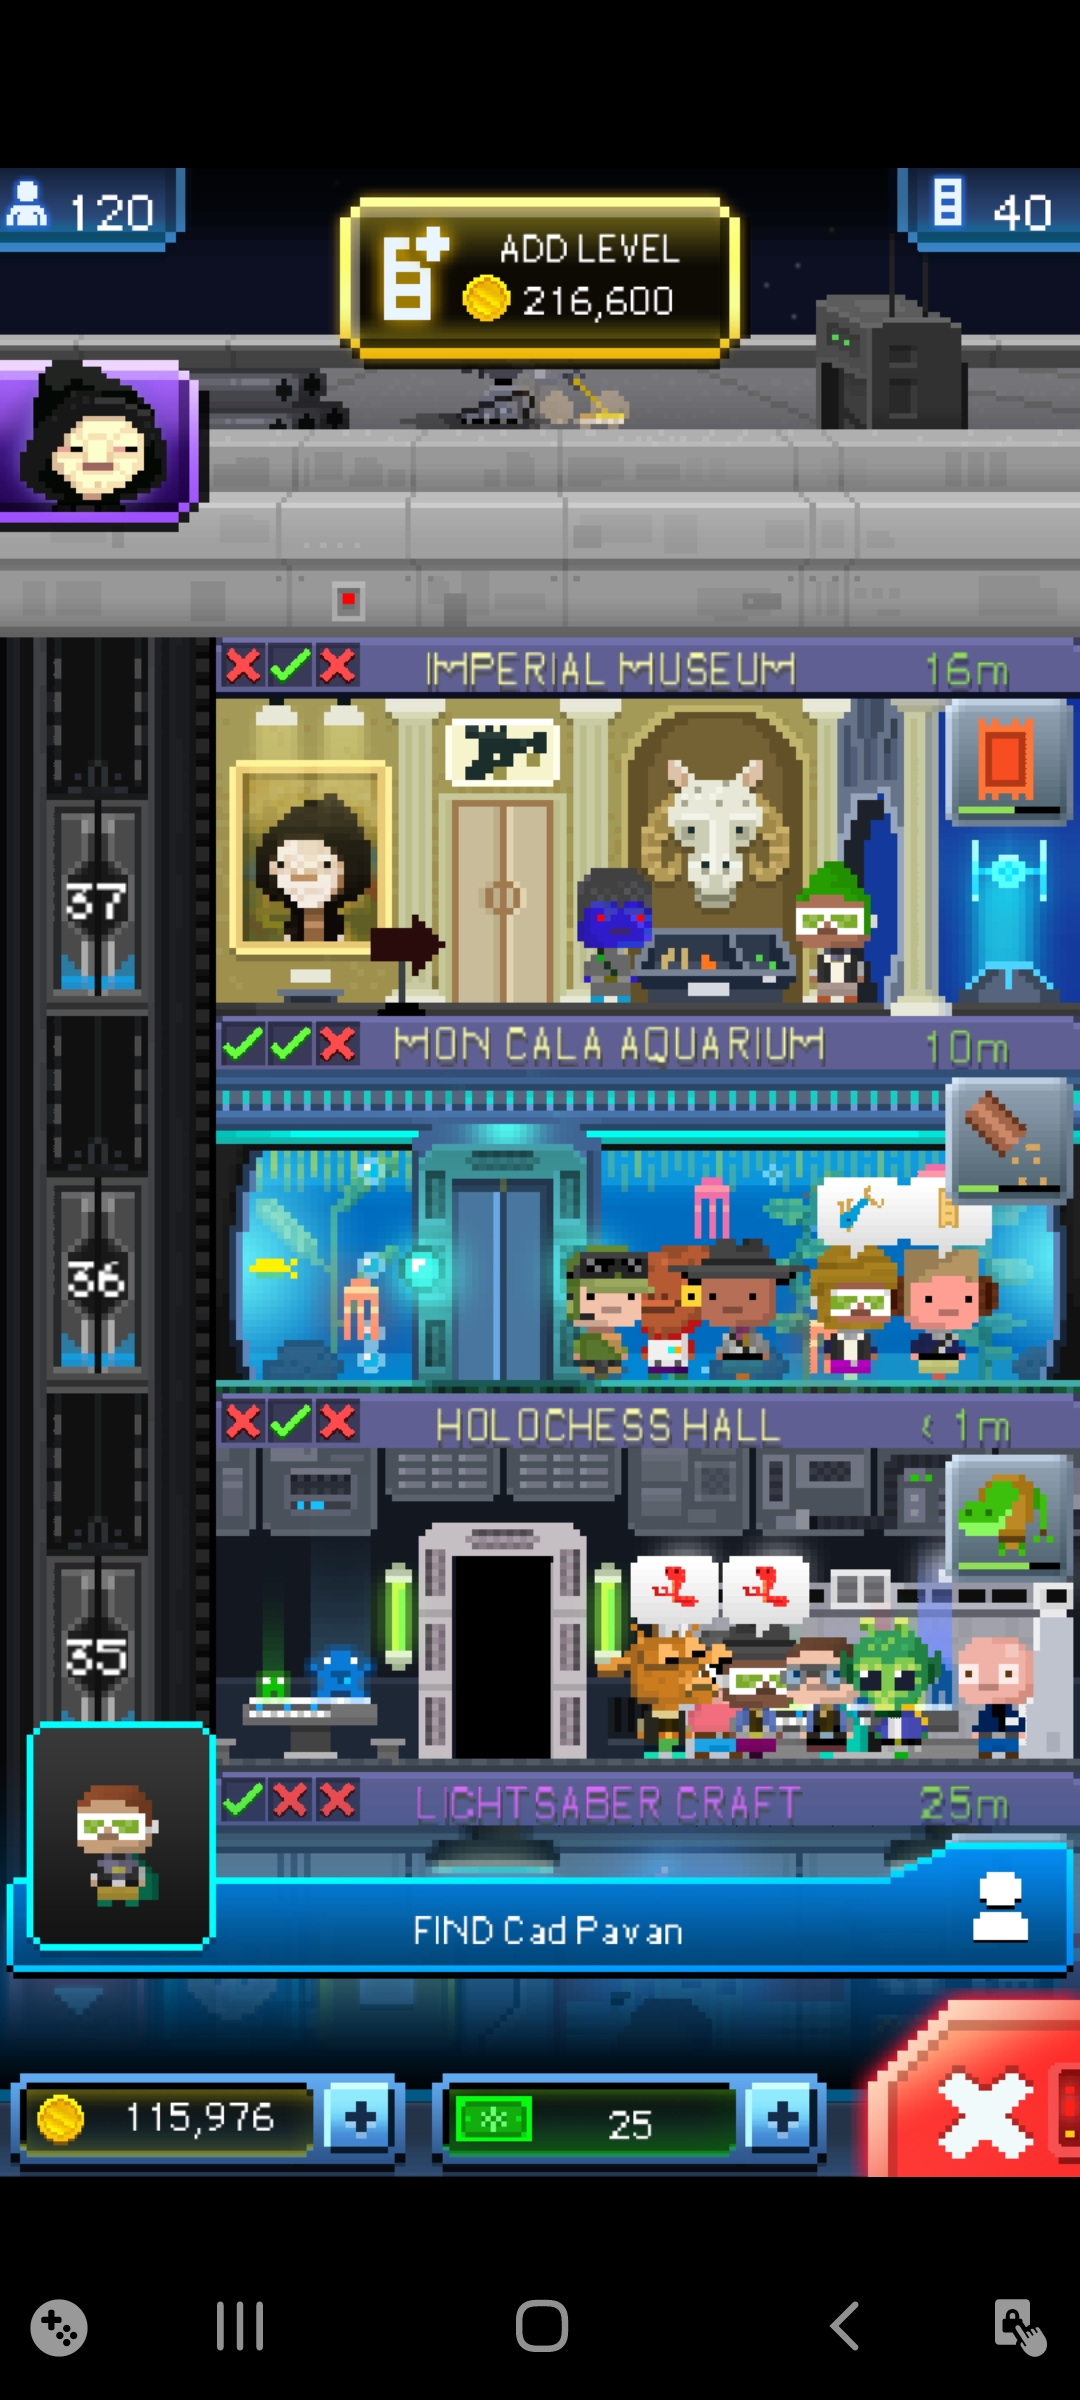 120
ADD LEVEL
216,600
40
IMPERIAL MUSEUM 16m
37
MON CALA AQUARIUM 10m
36
HOLOCHESS HALL < 1m
35
LIGHTSABER CRAFT 25m
FIND Cad Pavan
115,976
25